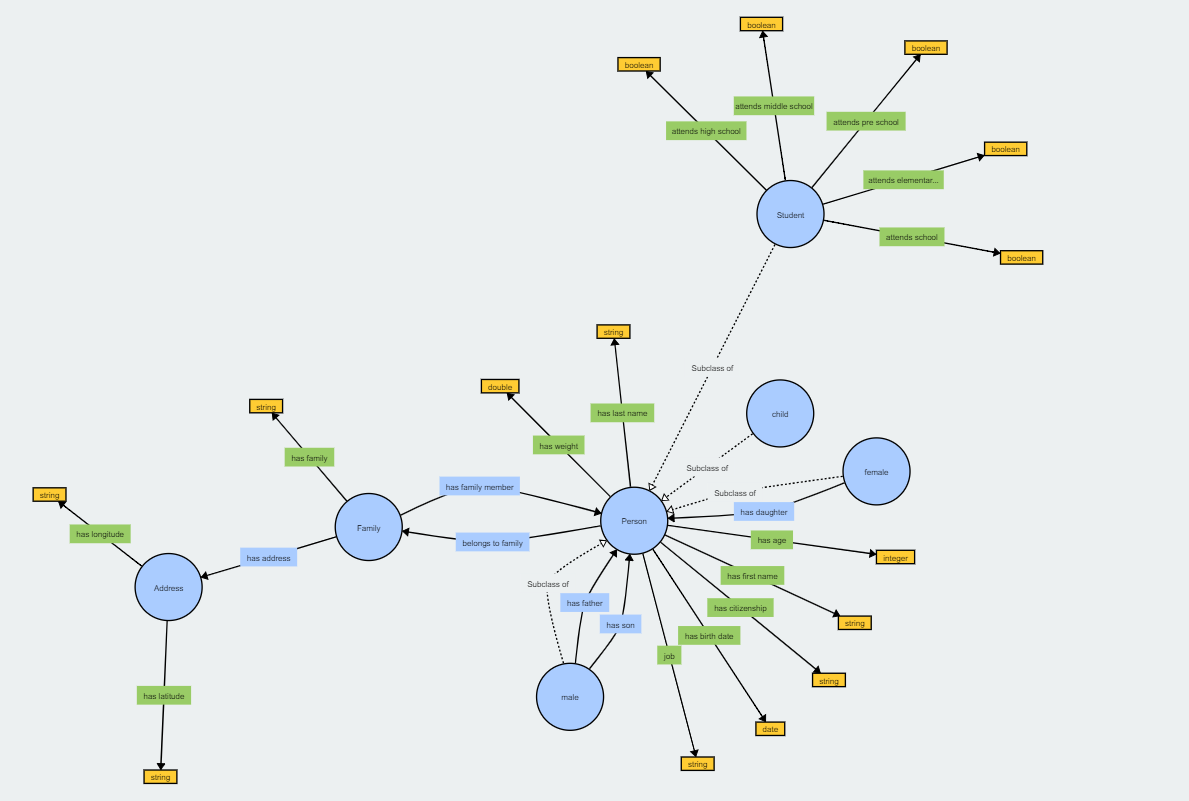 boolean
boolean
boolean
attends middle school
attends pre school
attends high school
boolean
attends elementar...
Student
attends school
boolean
string
Subclass of
double
string
has last name
child
has weight
has family
Subclass of
female
has family member
Subclass of
string
has daughter
Person
Family
has longitude
has age
belongs to family
has address
integer
has first name
Subclass of
Address
has father
has citizenship
has son
string
has birth date
job
string
has latitude
male
date
string
string